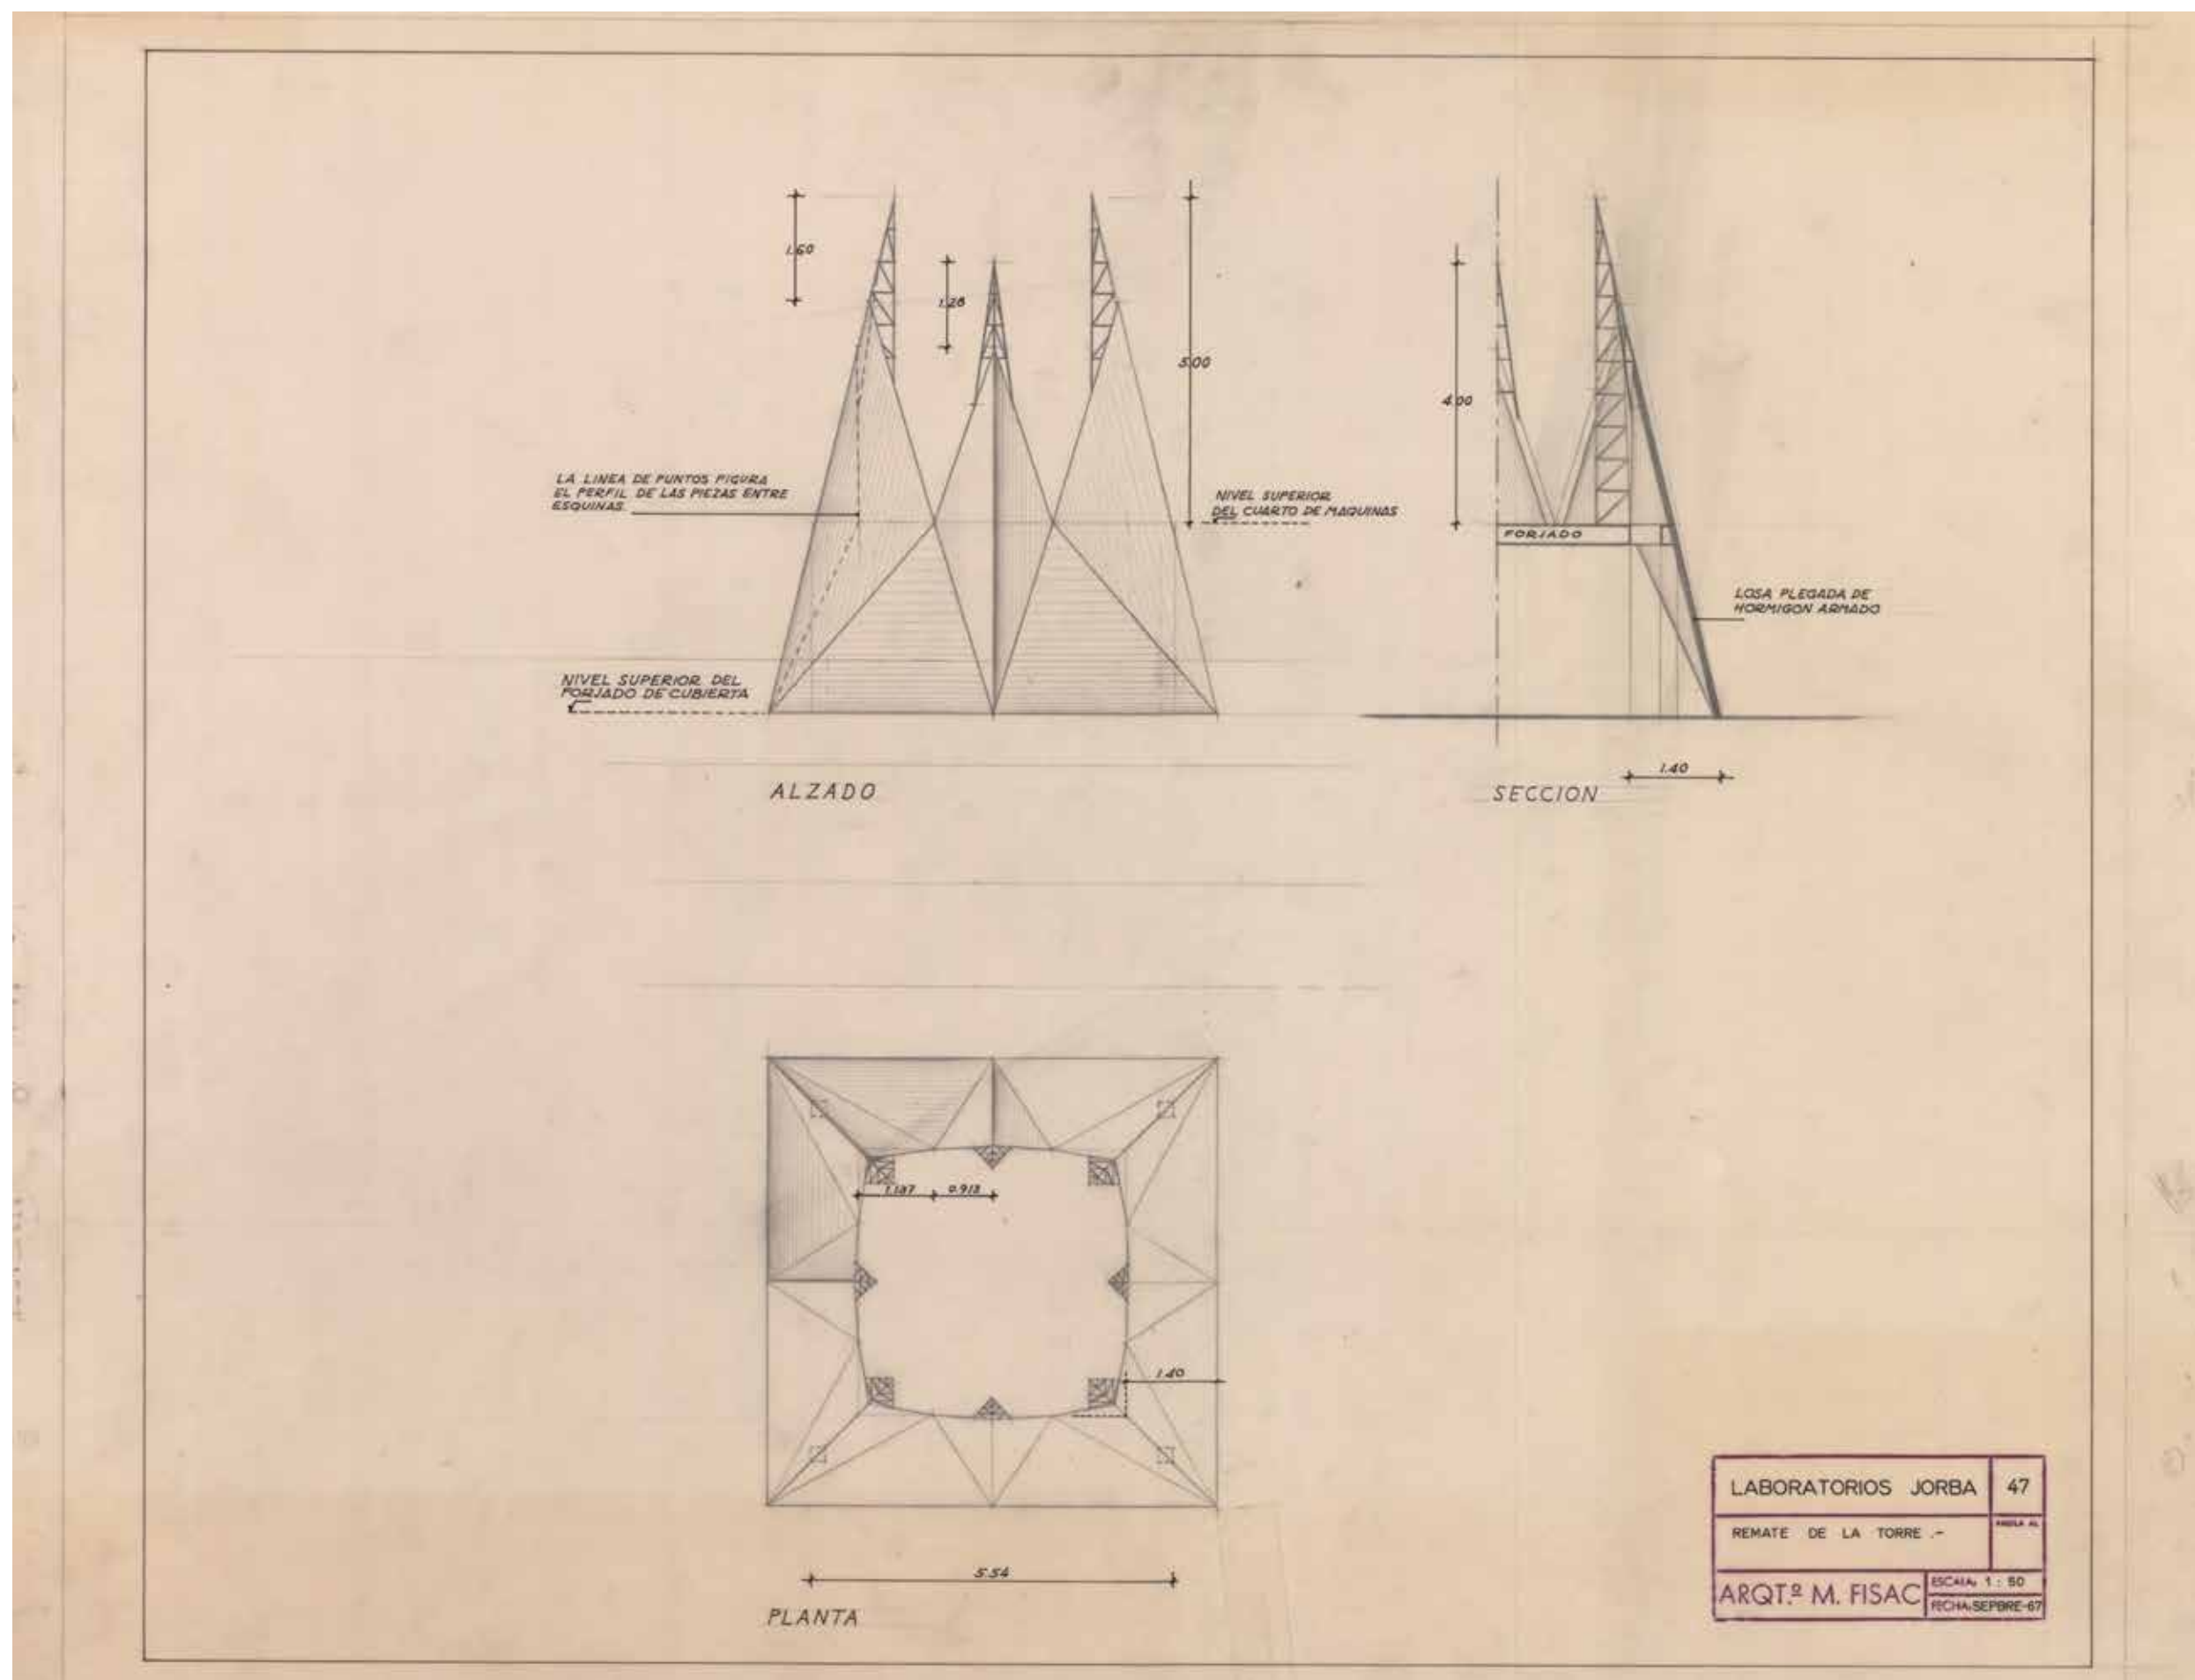 1.60
1.28
5.00
LA LINEA DE PUNTOS FIGURA
EL PERFIL DE LAS PIEZAS ENTRE
ESQUINAS.
NIVEL SUPERIOR
DEL CUARTO DE MAQUINAS
NIVEL SUPERIOR DEL
FORJADO DE CUBIERTA
ALZADO
4.00
FORJADO
LOSA PLEGADA DE
HORMIGON ARMADO
1.40
SECCION
1.187
0.913
1.40
5.54
PLANTA
LABORATORIOS JORBA
47
REMATE DE LA TORRE .-
ARQT.º M. FISAC
ESCALA: 1 : 50
FECHA: SEPBRE-67